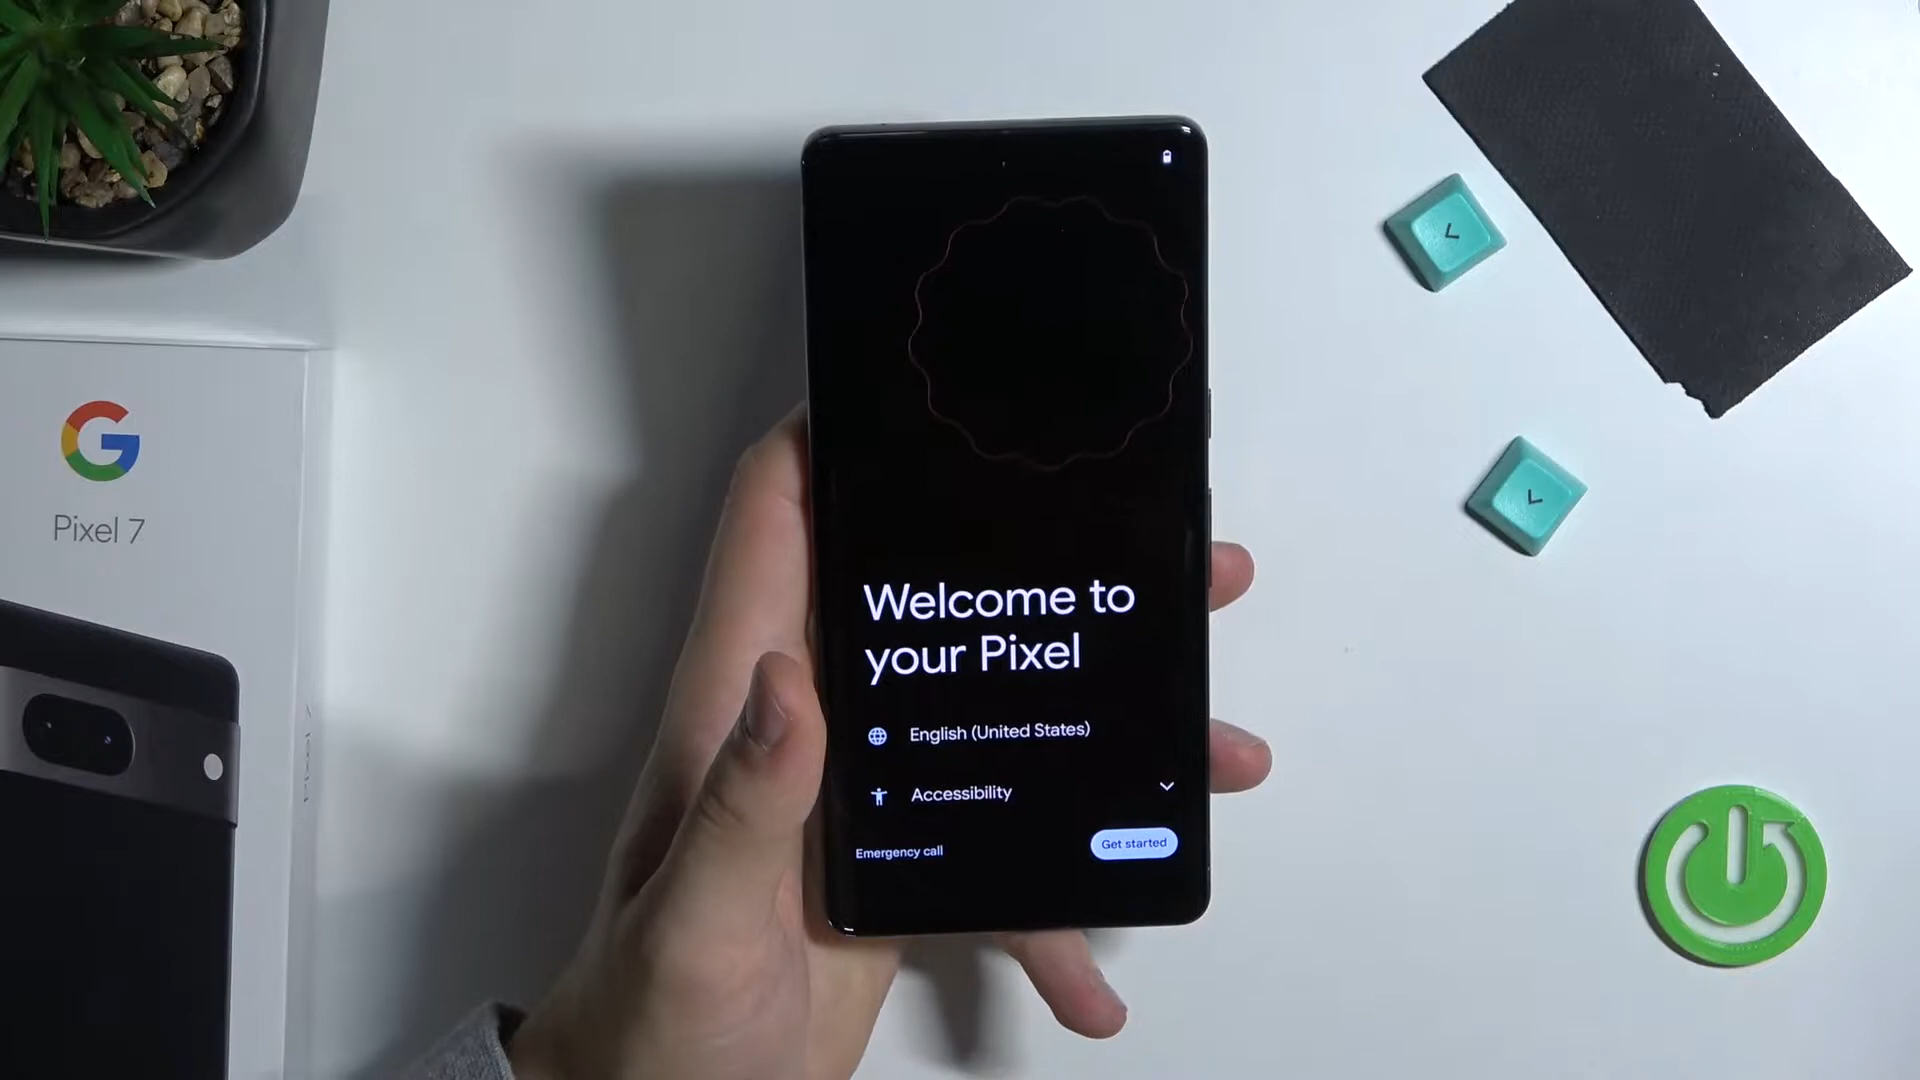 Pixel 7
Welcome to
your Pixel
English (United States)
Accessibility
Emergency call
Get started